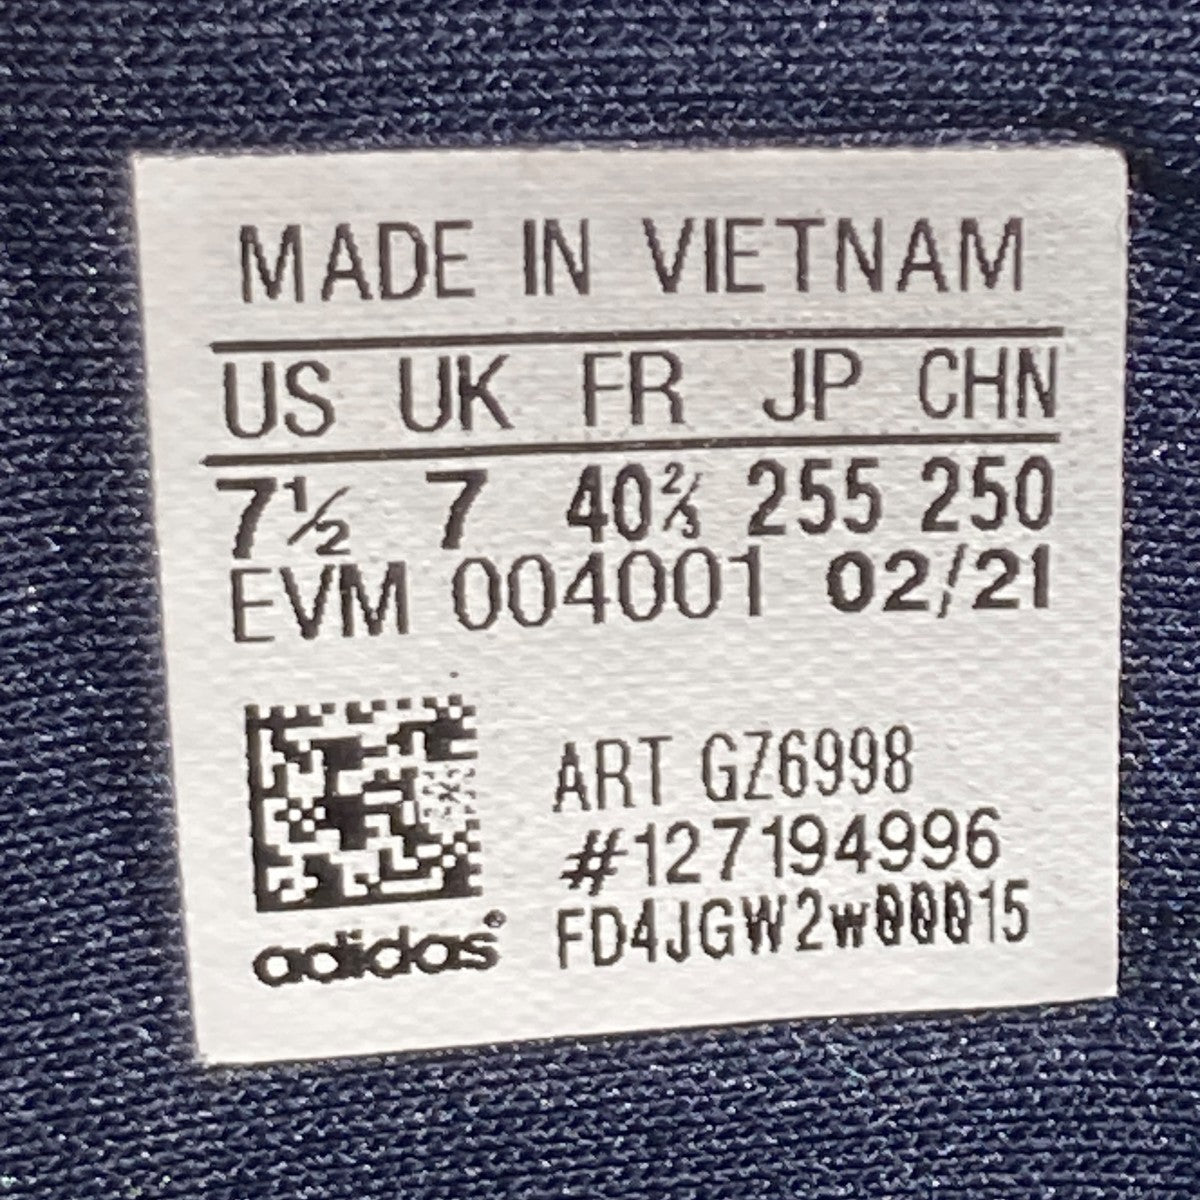 MADE IN VIETNAM
US UK FR JP CHN
7½ 7 40⅔ 255 250
EVM 004001 02/21
ART GZ6998
#127194996
FD4JGW2w00015
adidas®